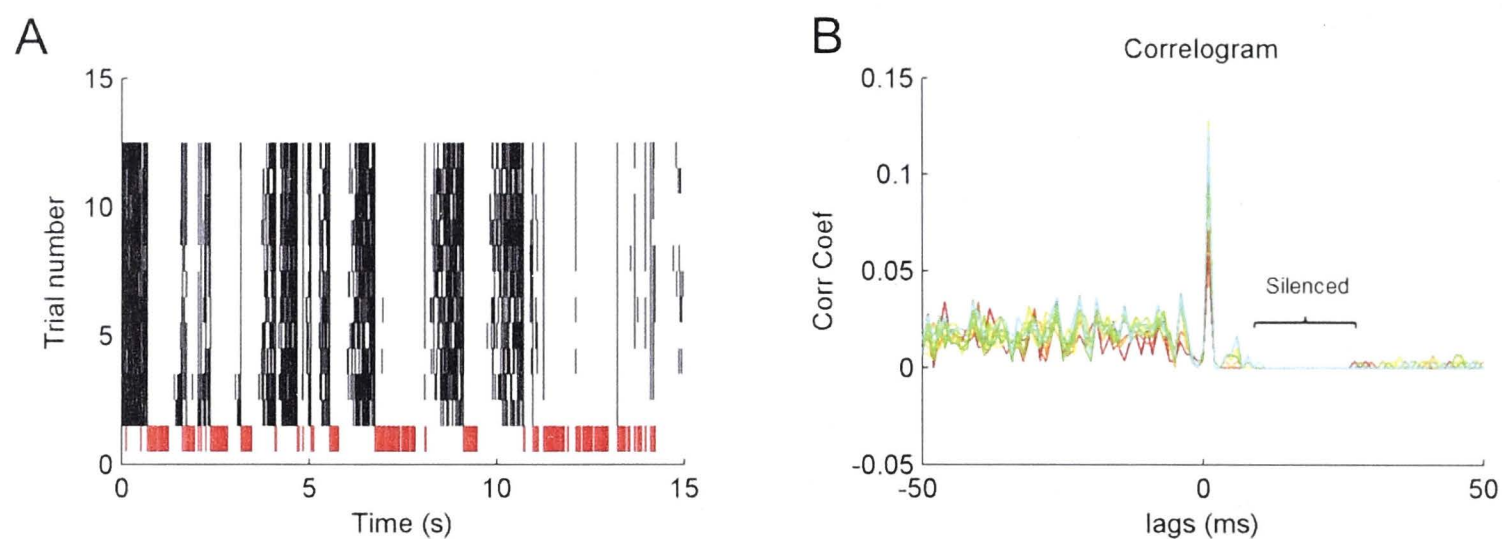 A
15
10
5
0
Trial number
0
5
10
15
Time (s)
B
Correlogram
0.15
0.1
0.05
0
-0.05
Corr Coef
Silenced
-50
0
50
lags (ms)